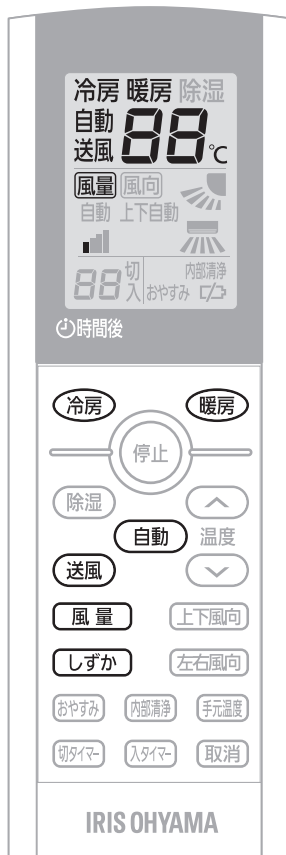 冷房 暖房 除湿
自動 88℃
送風
風量 風向
自動 上下自動
88 切 内部清浄
入 おやすみ
時間後
冷房 暖房
停止
除湿
自動 温度
送風
風量 上下風向
しずか 左右風向
おやすみ 内部清浄 手元温度
切タイマー 入タイマー 取消
IRIS OHYAMA